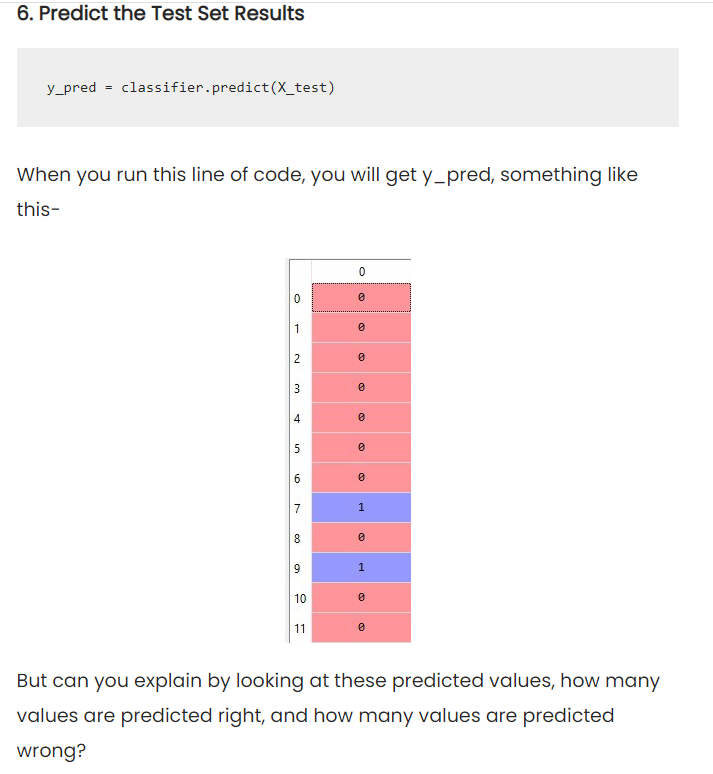 6. Predict the Test Set Results
y_pred = classifier.predict(X_test)
When you run this line of code, you will get y_pred, something like
this-
0
0 0
1 0
2 0
3 0
4 0
5 0
6 0
7 1
8 0
9 1
10 0
11 0
But can you explain by looking at these predicted values, how many
values are predicted right, and how many values are predicted
wrong?